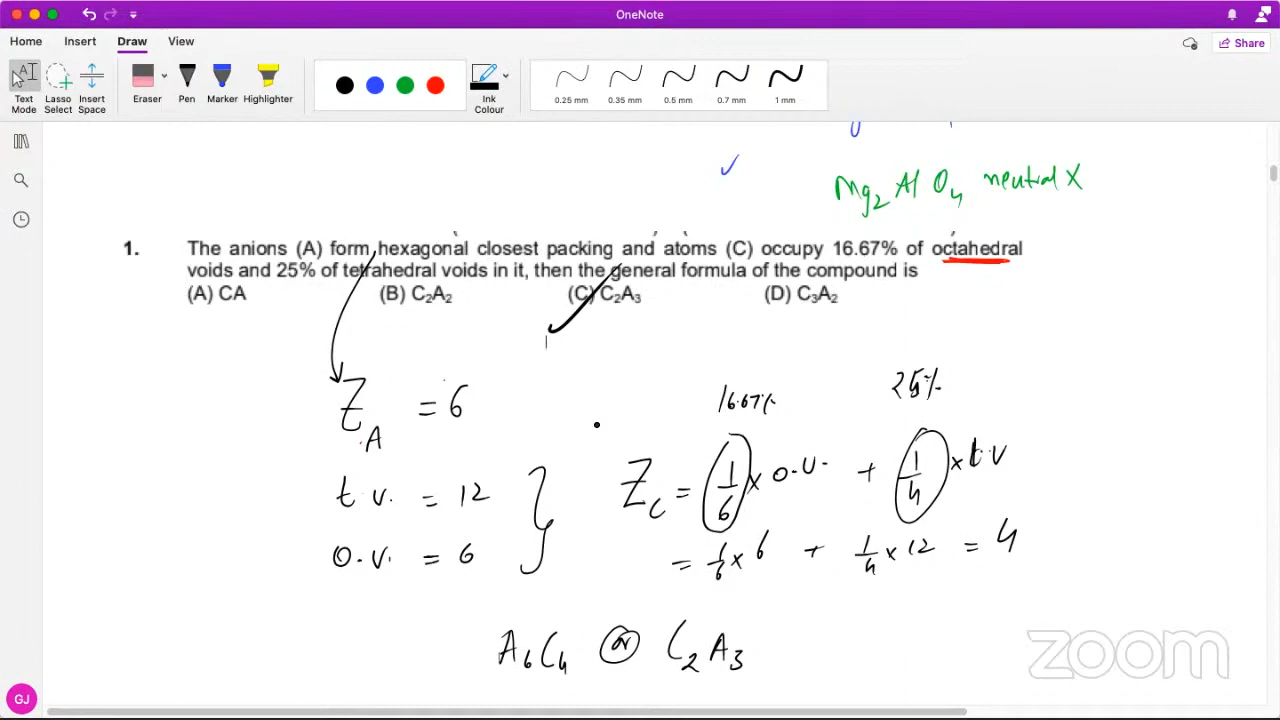 OneNote
Home Insert Draw View
Share
Text Mode
Lasso Select
Insert Space
Eraser
Pen
Marker
Highlighter
0.25 mm
0.35 mm
0.5 mm
0.7 mm
1 mm
Ink Colour
Mg₂ Al O₄ neutral X
1. The anions (A) form hexagonal closest packing and atoms (C) occupy 16.67% of octahedral
voids and 25% of tetrahedral voids in it, then the general formula of the compound is
(A) CA (B) C₂A₂ (C) C₂A₃ (D) C₃A₂
16.67% 25%
Z_A = 6
Z_C = 1/6 × o.v. + 1/4 × t.v
t.v. = 12
= 1/6 × 6 + 1/4 × 12 = 4
o.v. = 6
A₆C₄ or C₂A₃
zoom
GJ